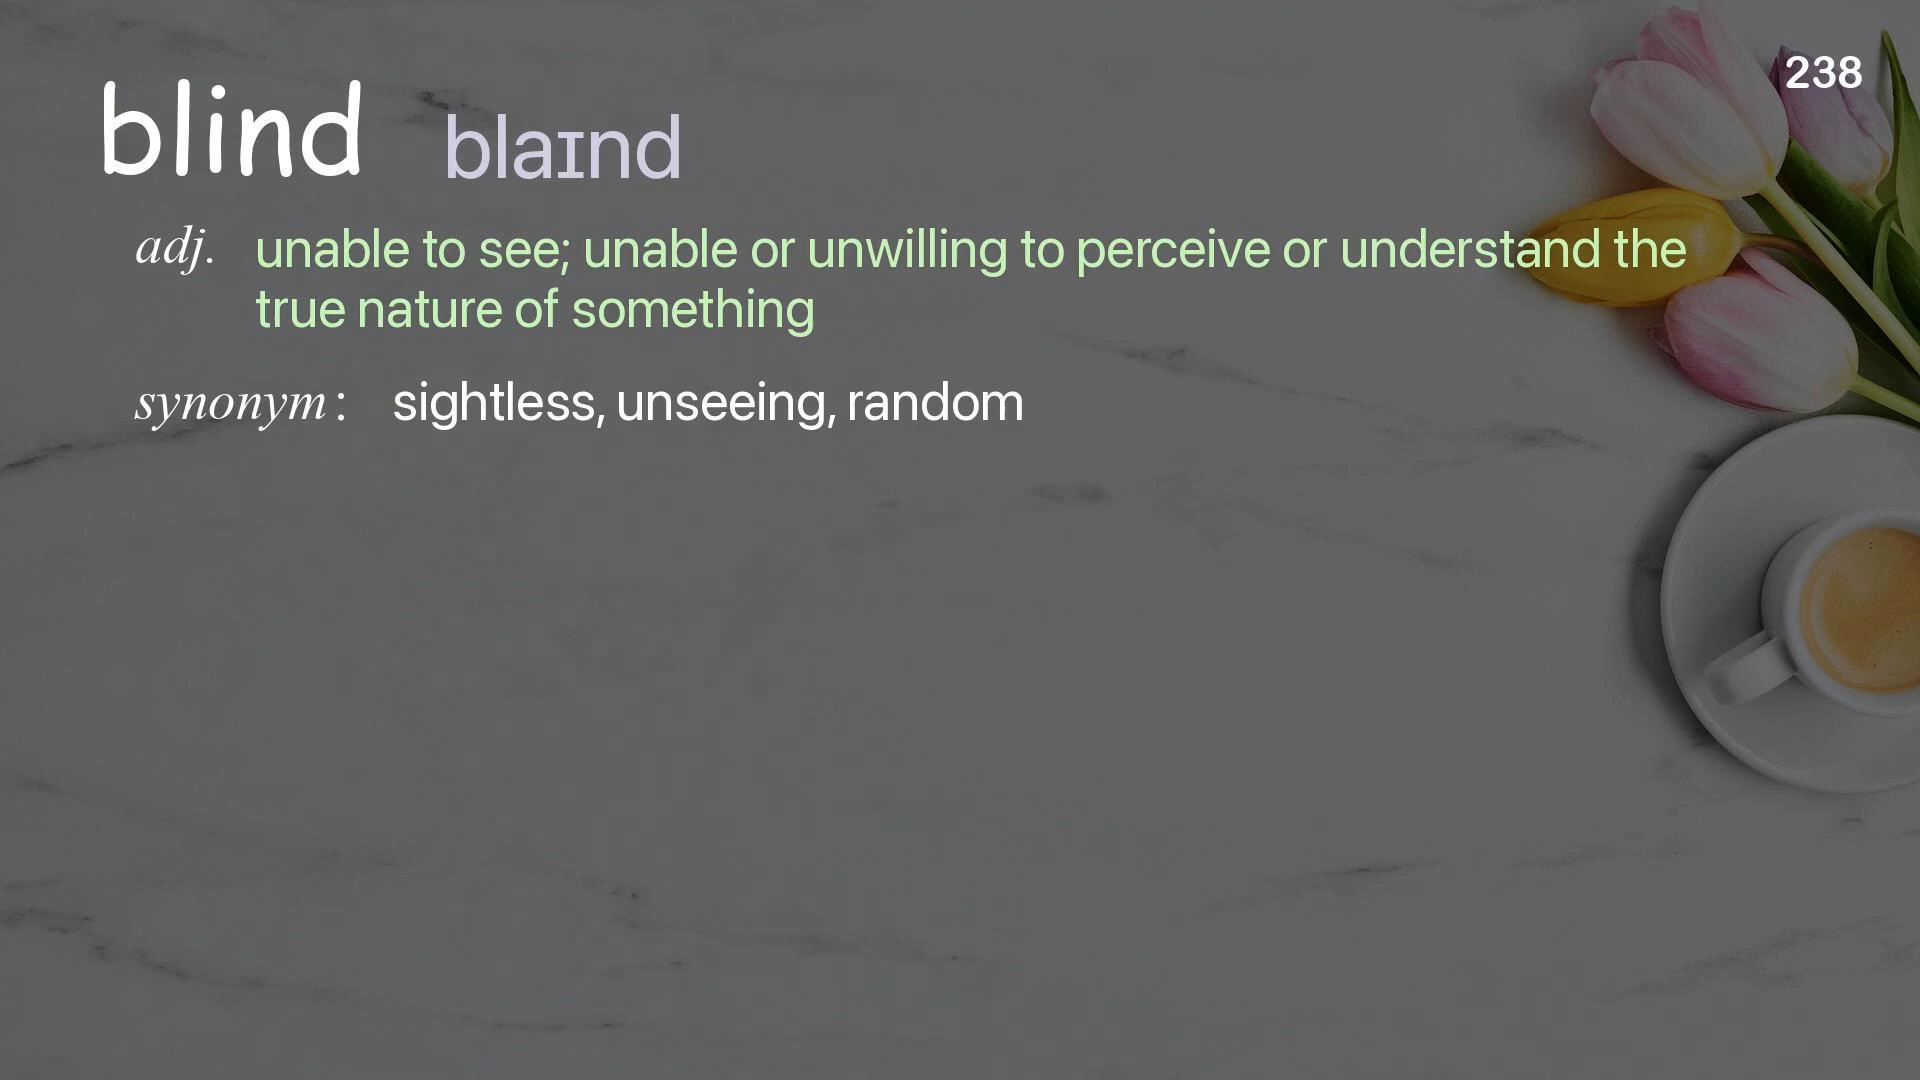 238
blind blaɪnd
adj. unable to see; unable or unwilling to perceive or understand the
true nature of something
synonym: sightless, unseeing, random